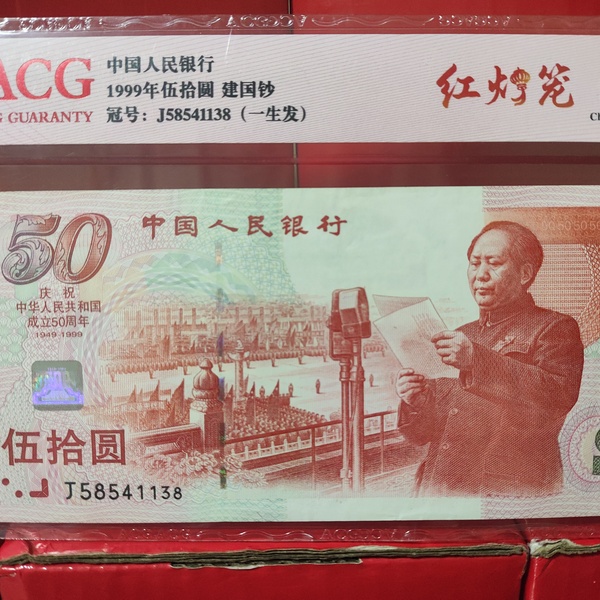 ACG
GUARANTY
中国人民银行
1999年伍拾圆 建国钞
冠号：J58541138（一生发）
红灯笼
50
中国人民银行
庆祝
中华人民共和国
成立50周年
1949-1999
伍拾圆
J58541138